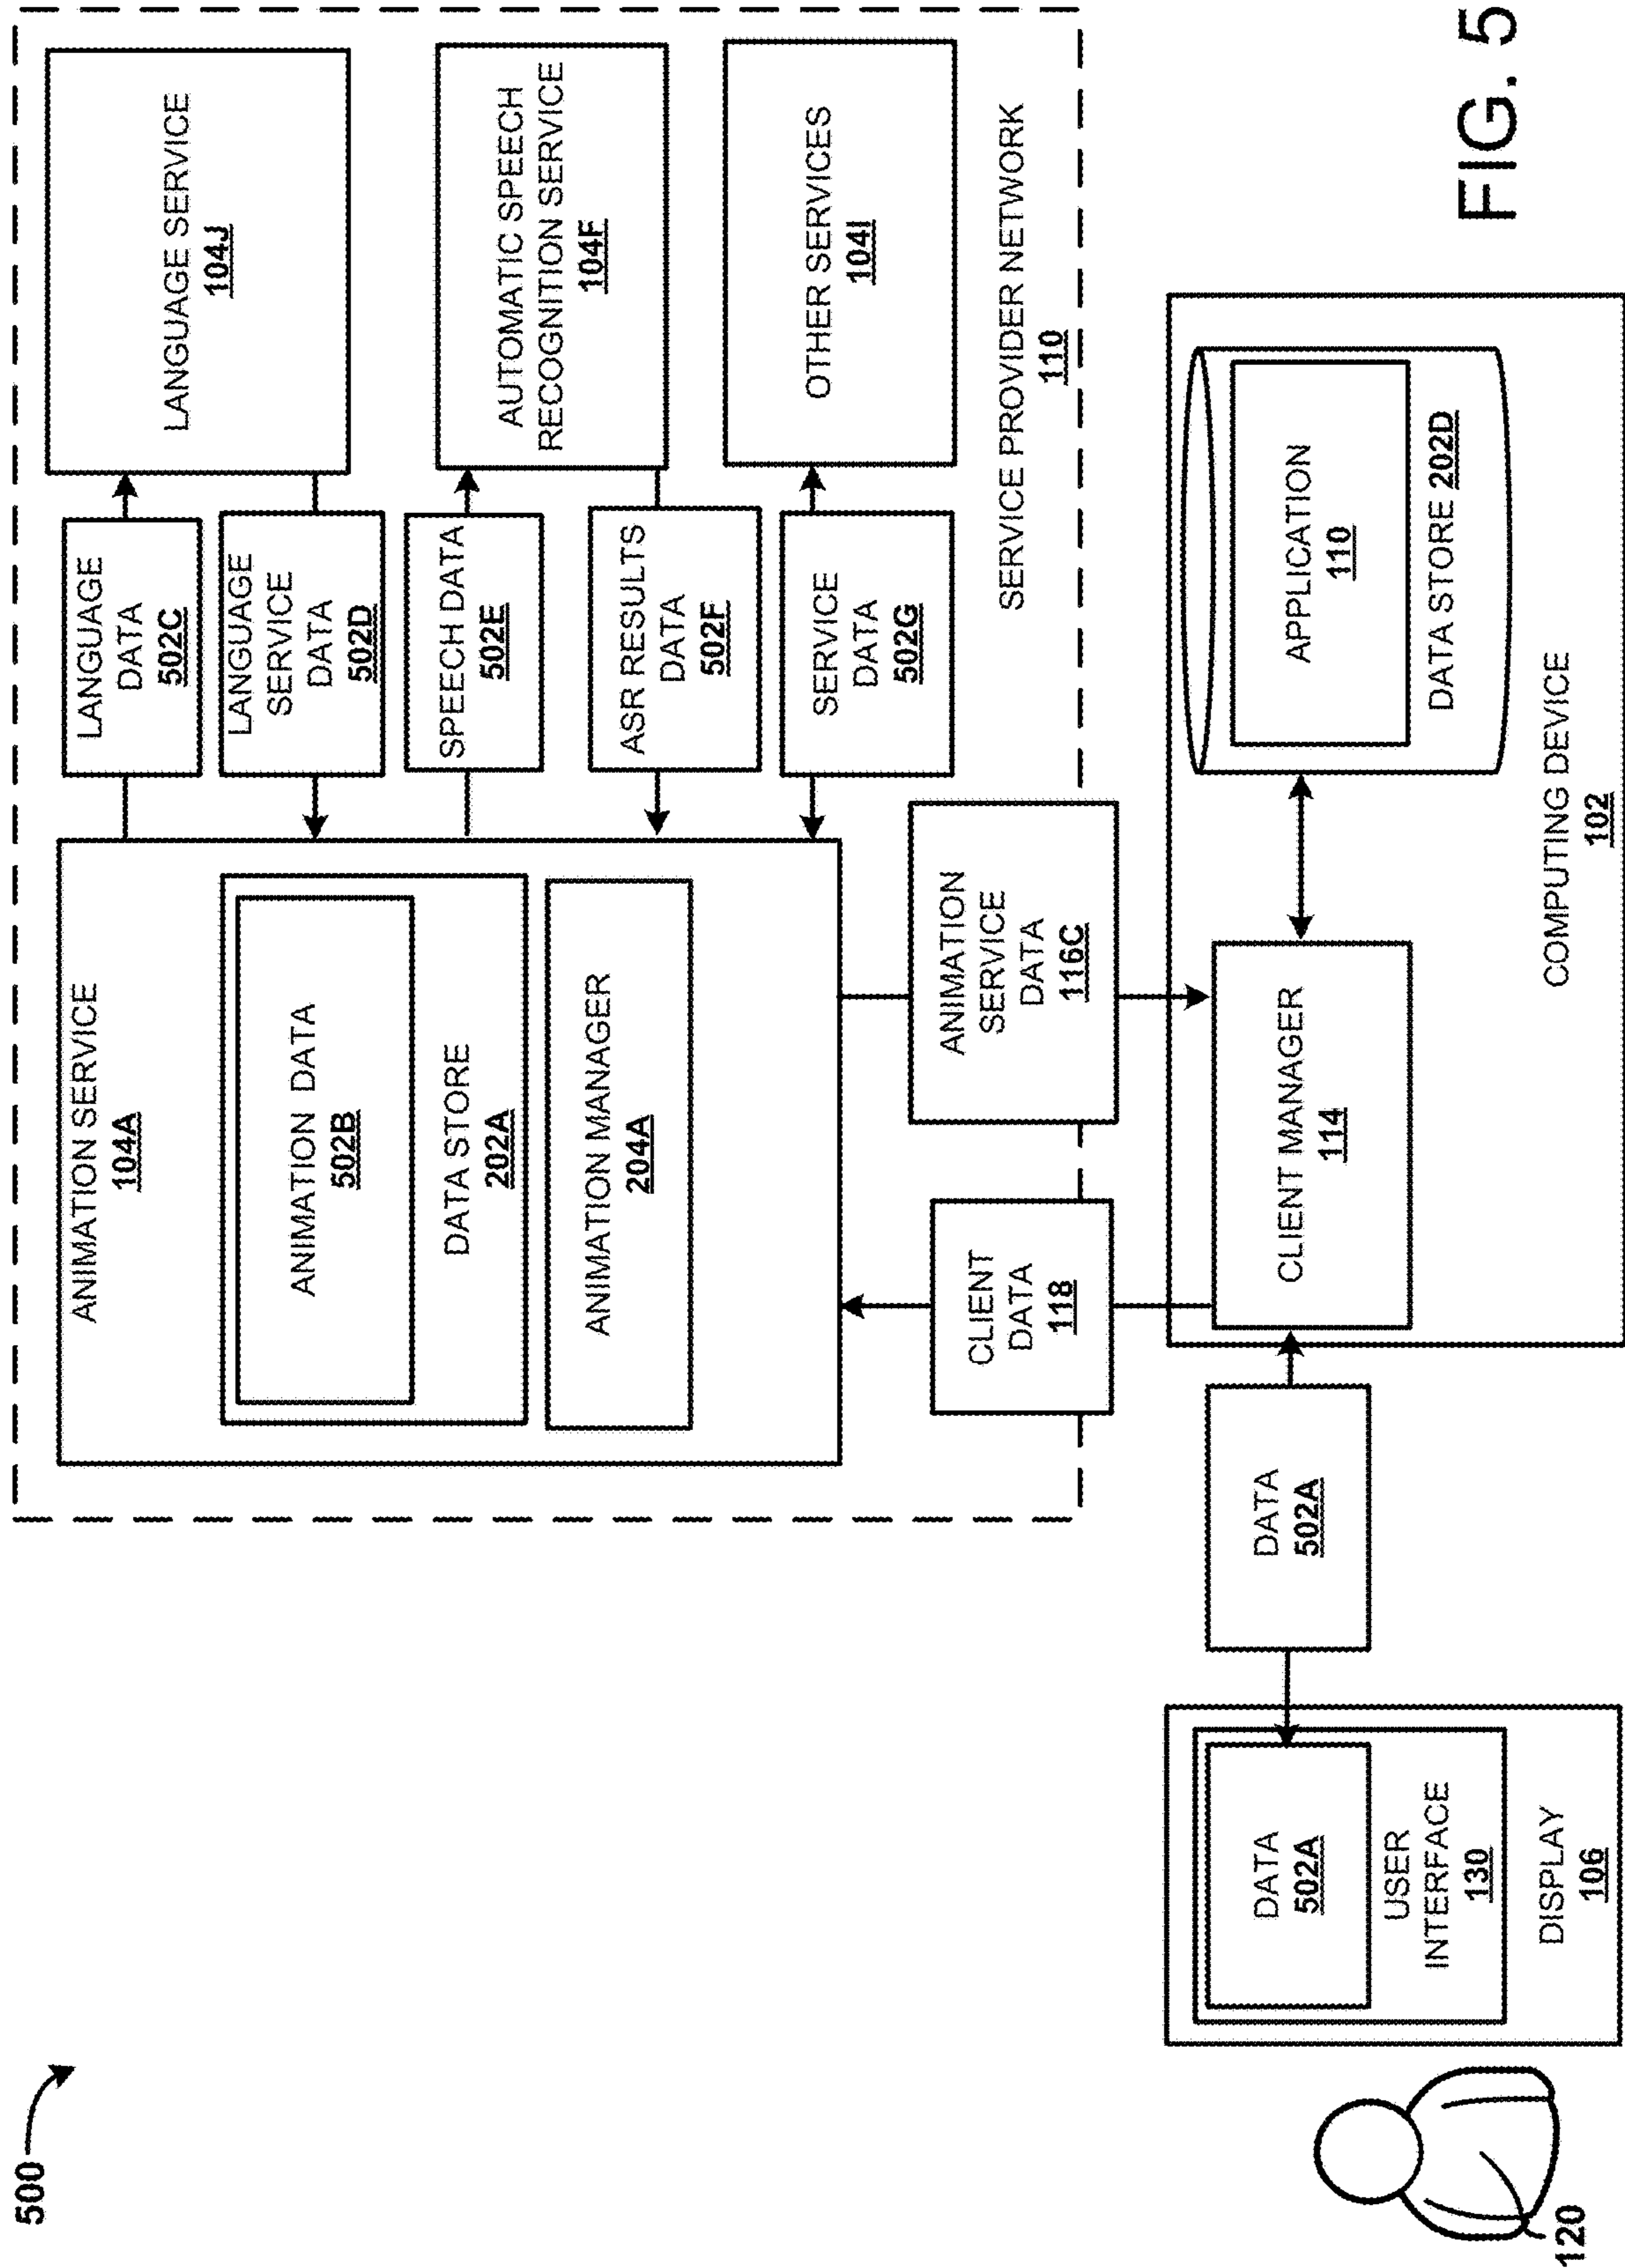 500
ANIMATION SERVICE
104A
ANIMATION DATA
502B
DATA STORE
202A
ANIMATION MANAGER
204A
LANGUAGE
DATA
502C
LANGUAGE
SERVICE
DATA
502D
SPEECH DATA
502E
ASR RESULTS
DATA
502F
SERVICE
DATA
502G
LANGUAGE SERVICE
104J
AUTOMATIC SPEECH
RECOGNITION SERVICE
104F
OTHER SERVICES
104I
SERVICE PROVIDER NETWORK
110
CLIENT
DATA
118
ANIMATION
SERVICE
DATA
116C
120
DATA
502A
USER
INTERFACE
130
DISPLAY
106
DATA
502A
CLIENT MANAGER
114
APPLICATION
110
DATA STORE 202D
COMPUTING DEVICE
102
FIG. 5